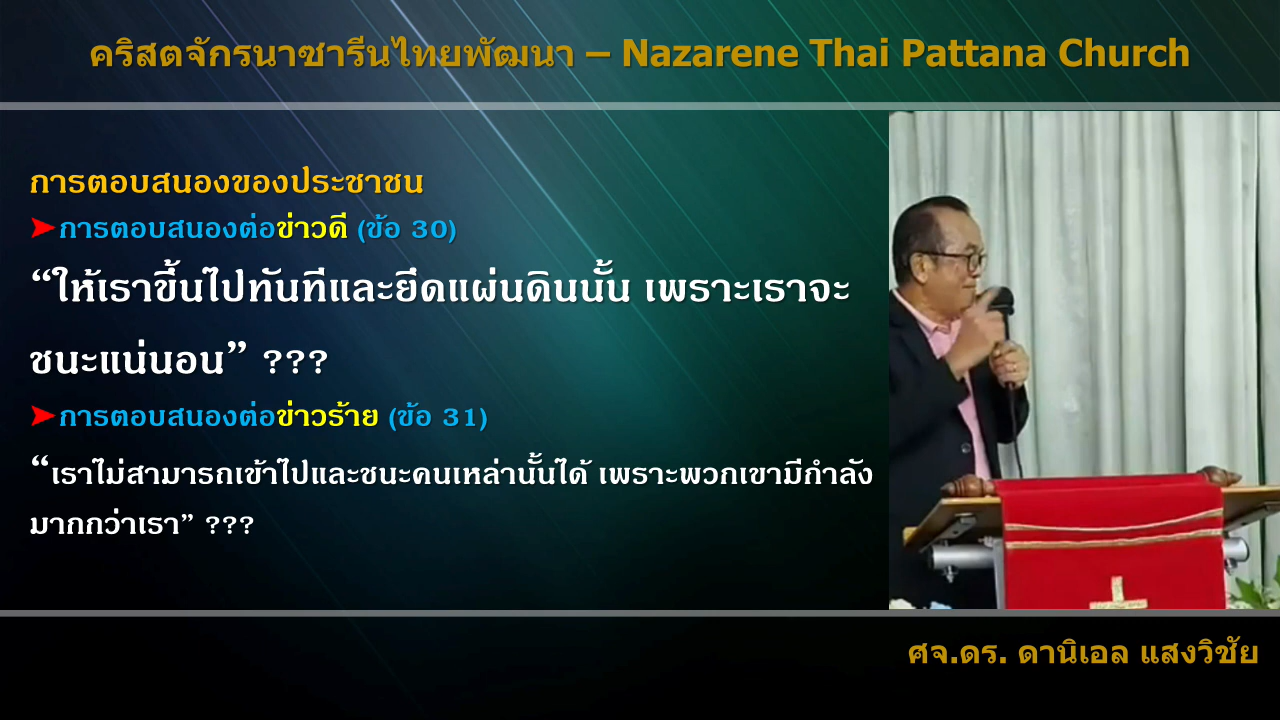 คริสตจักรนาซารีนไทยพัฒนา – Nazarene Thai Pattana Church
การตอบสนองของประชาชน
➤การตอบสนองต่อข่าวดี (ข้อ 30)
“ให้เราขึ้นไปทันทีและยึดแผ่นดินนั้น เพราะเราจะ
ชนะแน่นอน” ???
➤การตอบสนองต่อข่าวร้าย (ข้อ 31)
“เราไม่สามารถเข้าไปและชนะคนเหล่านั้นได้ เพราะพวกเขามีกำลัง
มากกว่าเรา” ???
ศจ.ดร. ดานิเอล แสงวิชัย